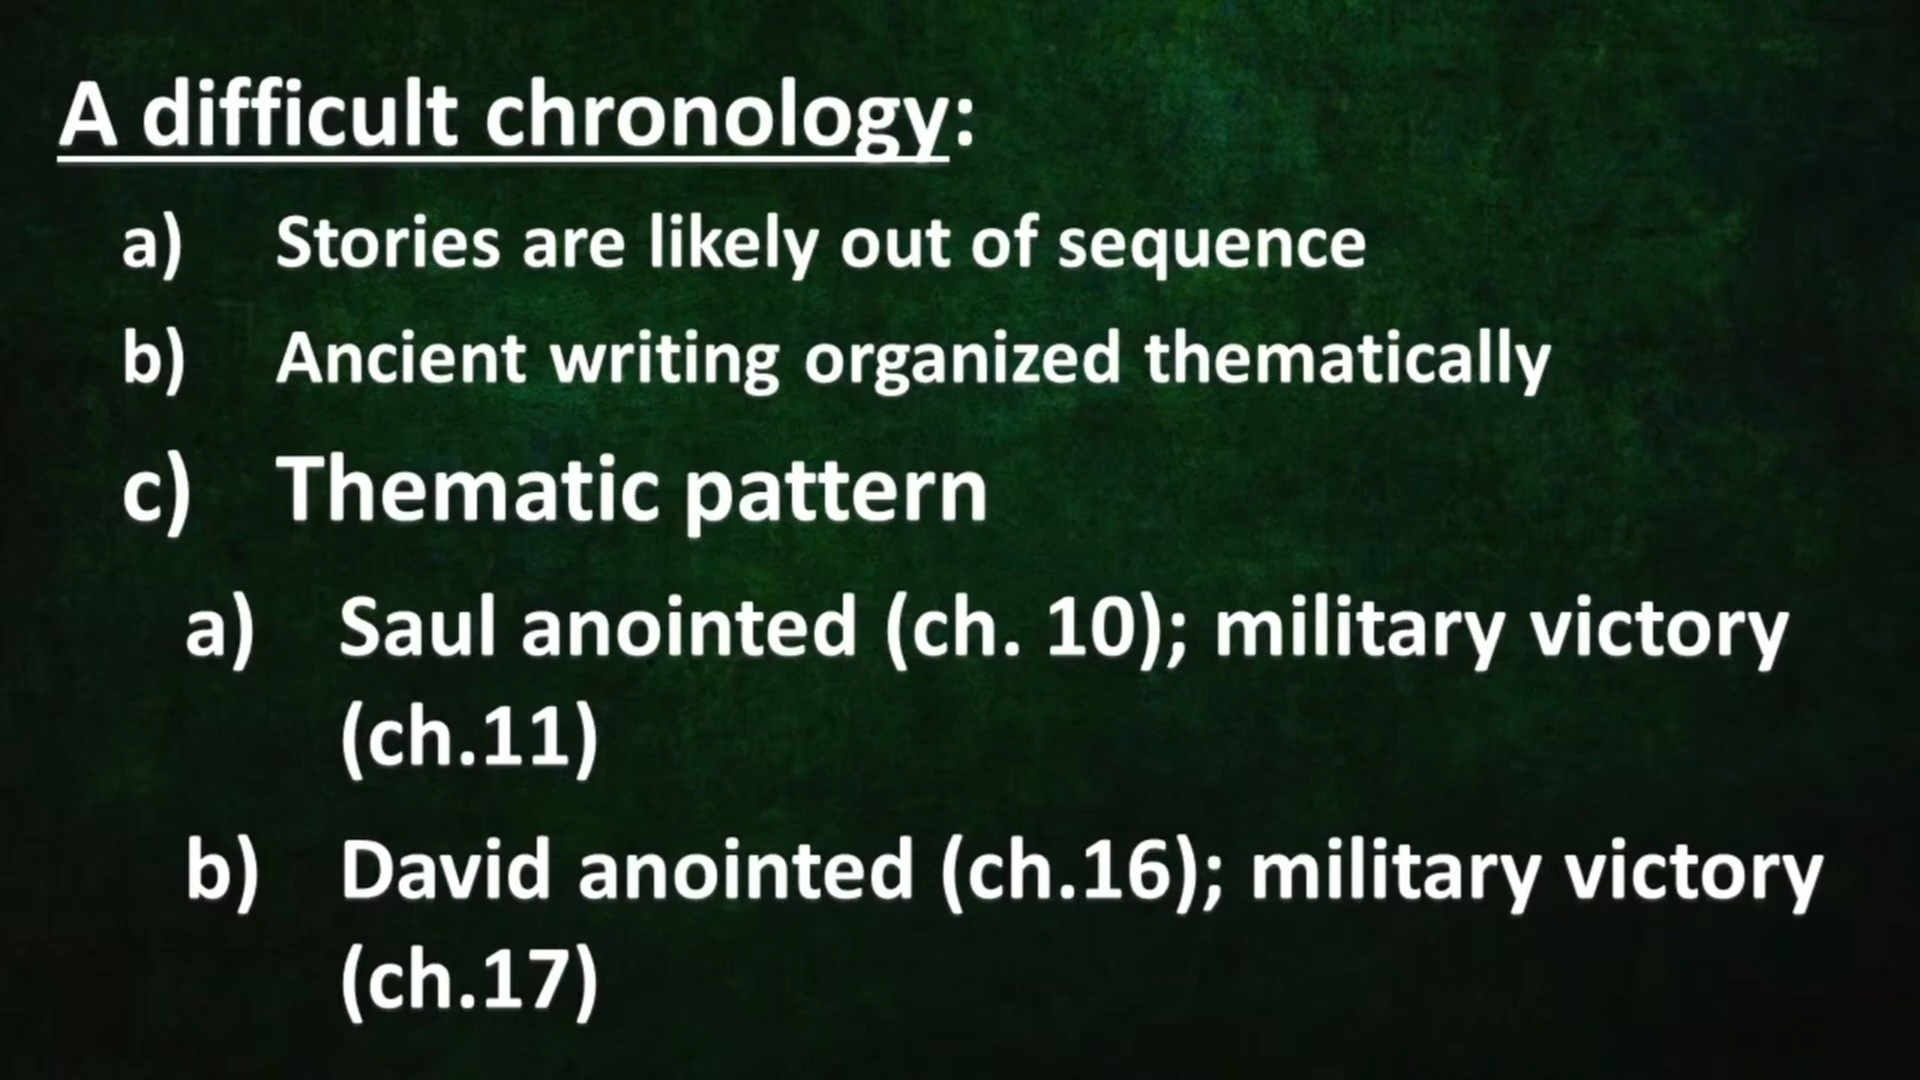 A difficult chronology:
a) Stories are likely out of sequence
b) Ancient writing organized thematically
c) Thematic pattern
a) Saul anointed (ch. 10); military victory
(ch.11)
b) David anointed (ch.16); military victory
(ch.17)